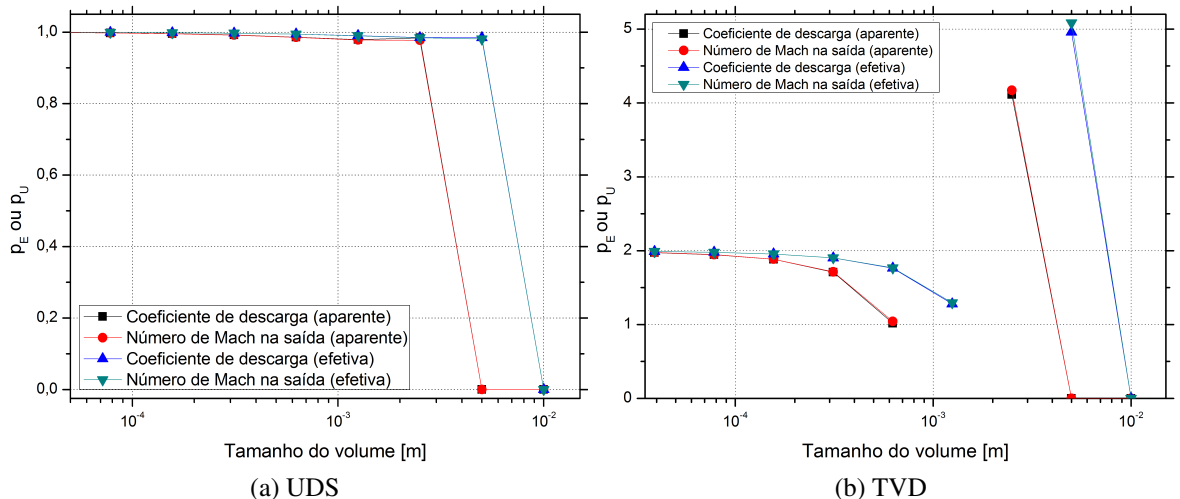 1,0
0,8
0,6
0,4
0,2
0,0
p_E ou p_U
Coeficiente de descarga (aparente)
Número de Mach na saída (aparente)
Coeficiente de descarga (efetiva)
Número de Mach na saída (efetiva)
10^-4
10^-3
10^-2
Tamanho do volume [m]
(a) UDS
5
4
3
2
1
0
p_E ou p_U
Coeficiente de descarga (aparente)
Número de Mach na saída (aparente)
Coeficiente de descarga (efetiva)
Número de Mach na saída (efetiva)
10^-4
10^-3
10^-2
Tamanho do volume [m]
(b) TVD